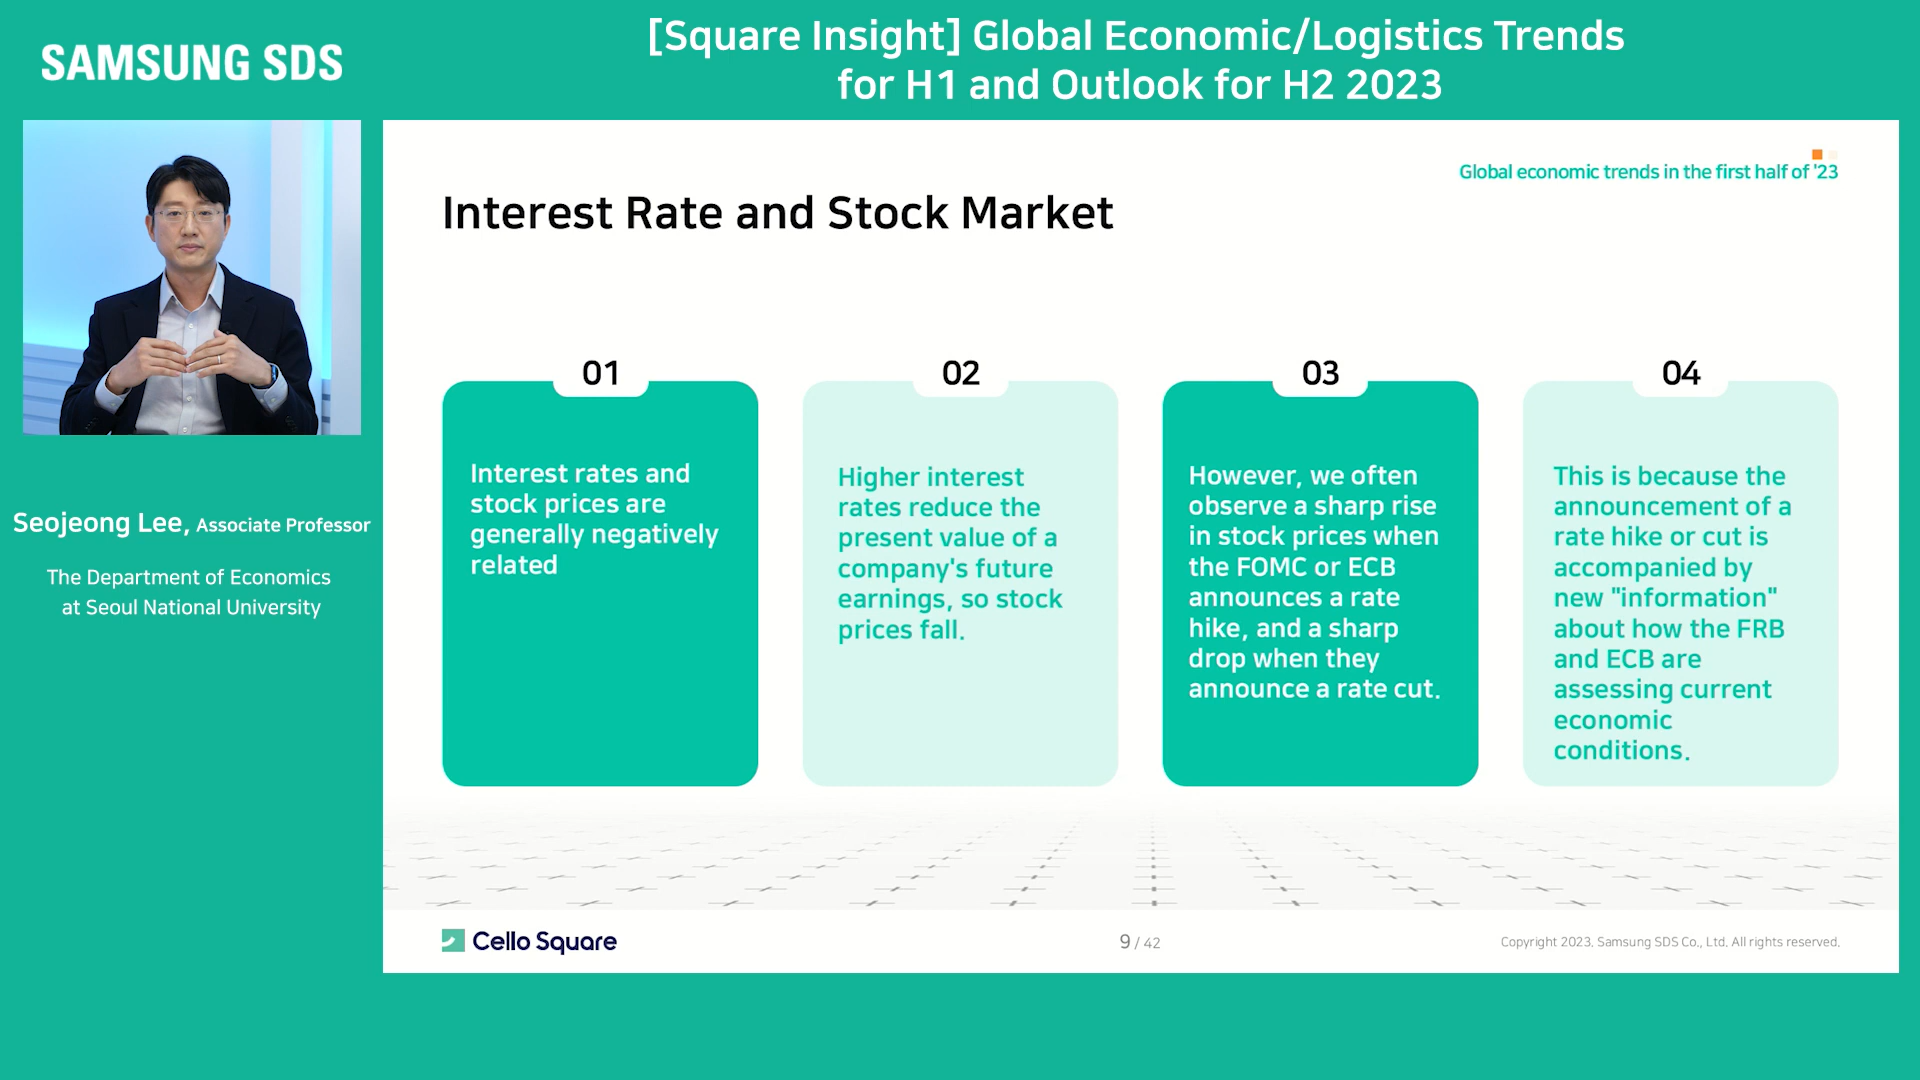 SAMSUNG SDS
[Square Insight] Global Economic/Logistics Trends
for H1 and Outlook for H2 2023
Seojeong Lee, Associate Professor
The Department of Economics
at Seoul National University
Global economic trends in the first half of '23
Interest Rate and Stock Market
01
Interest rates and
stock prices are
generally negatively
related
02
Higher interest
rates reduce the
present value of a
company's future
earnings, so stock
prices fall.
03
However, we often
observe a sharp rise
in stock prices when
the FOMC or ECB
announces a rate
hike, and a sharp
drop when they
announce a rate cut.
04
This is because the
announcement of a
rate hike or cut is
accompanied by
new "information"
about how the FRB
and ECB are
assessing current
economic
conditions.
Cello Square
9 / 42
Copyright 2023. Samsung SDS Co., Ltd. All rights reserved.